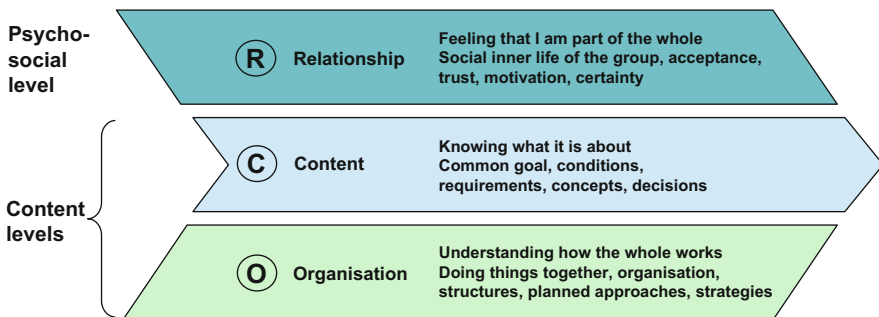 Psycho-
social
level
R Relationship
Feeling that I am part of the whole
Social inner life of the group, acceptance,
trust, motivation, certainty
Content
levels
C Content
Knowing what it is about
Common goal, conditions,
requirements, concepts, decisions
O Organisation
Understanding how the whole works
Doing things together, organisation,
structures, planned approaches, strategies